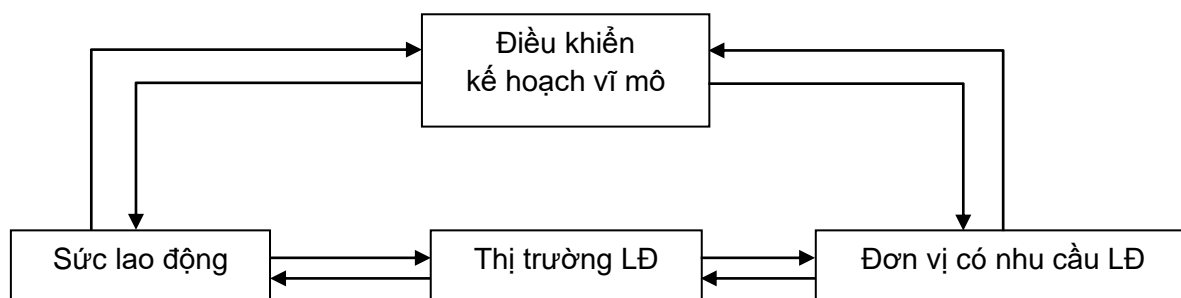 Điều khiển
kế hoạch vĩ mô
Sức lao động
Thị trường LĐ
Đơn vị có nhu cầu LĐ